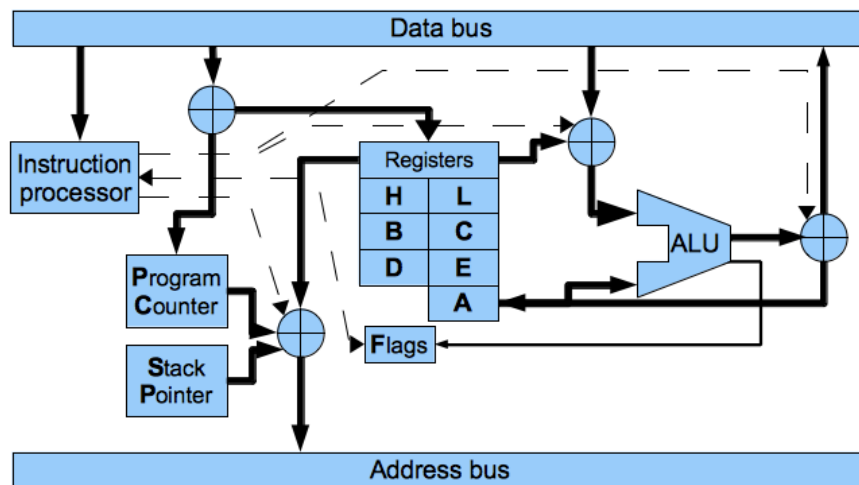 Data bus
Instruction
processor
Registers
H L
B C
D E
A
ALU
Program
Counter
Flags
Stack
Pointer
Address bus